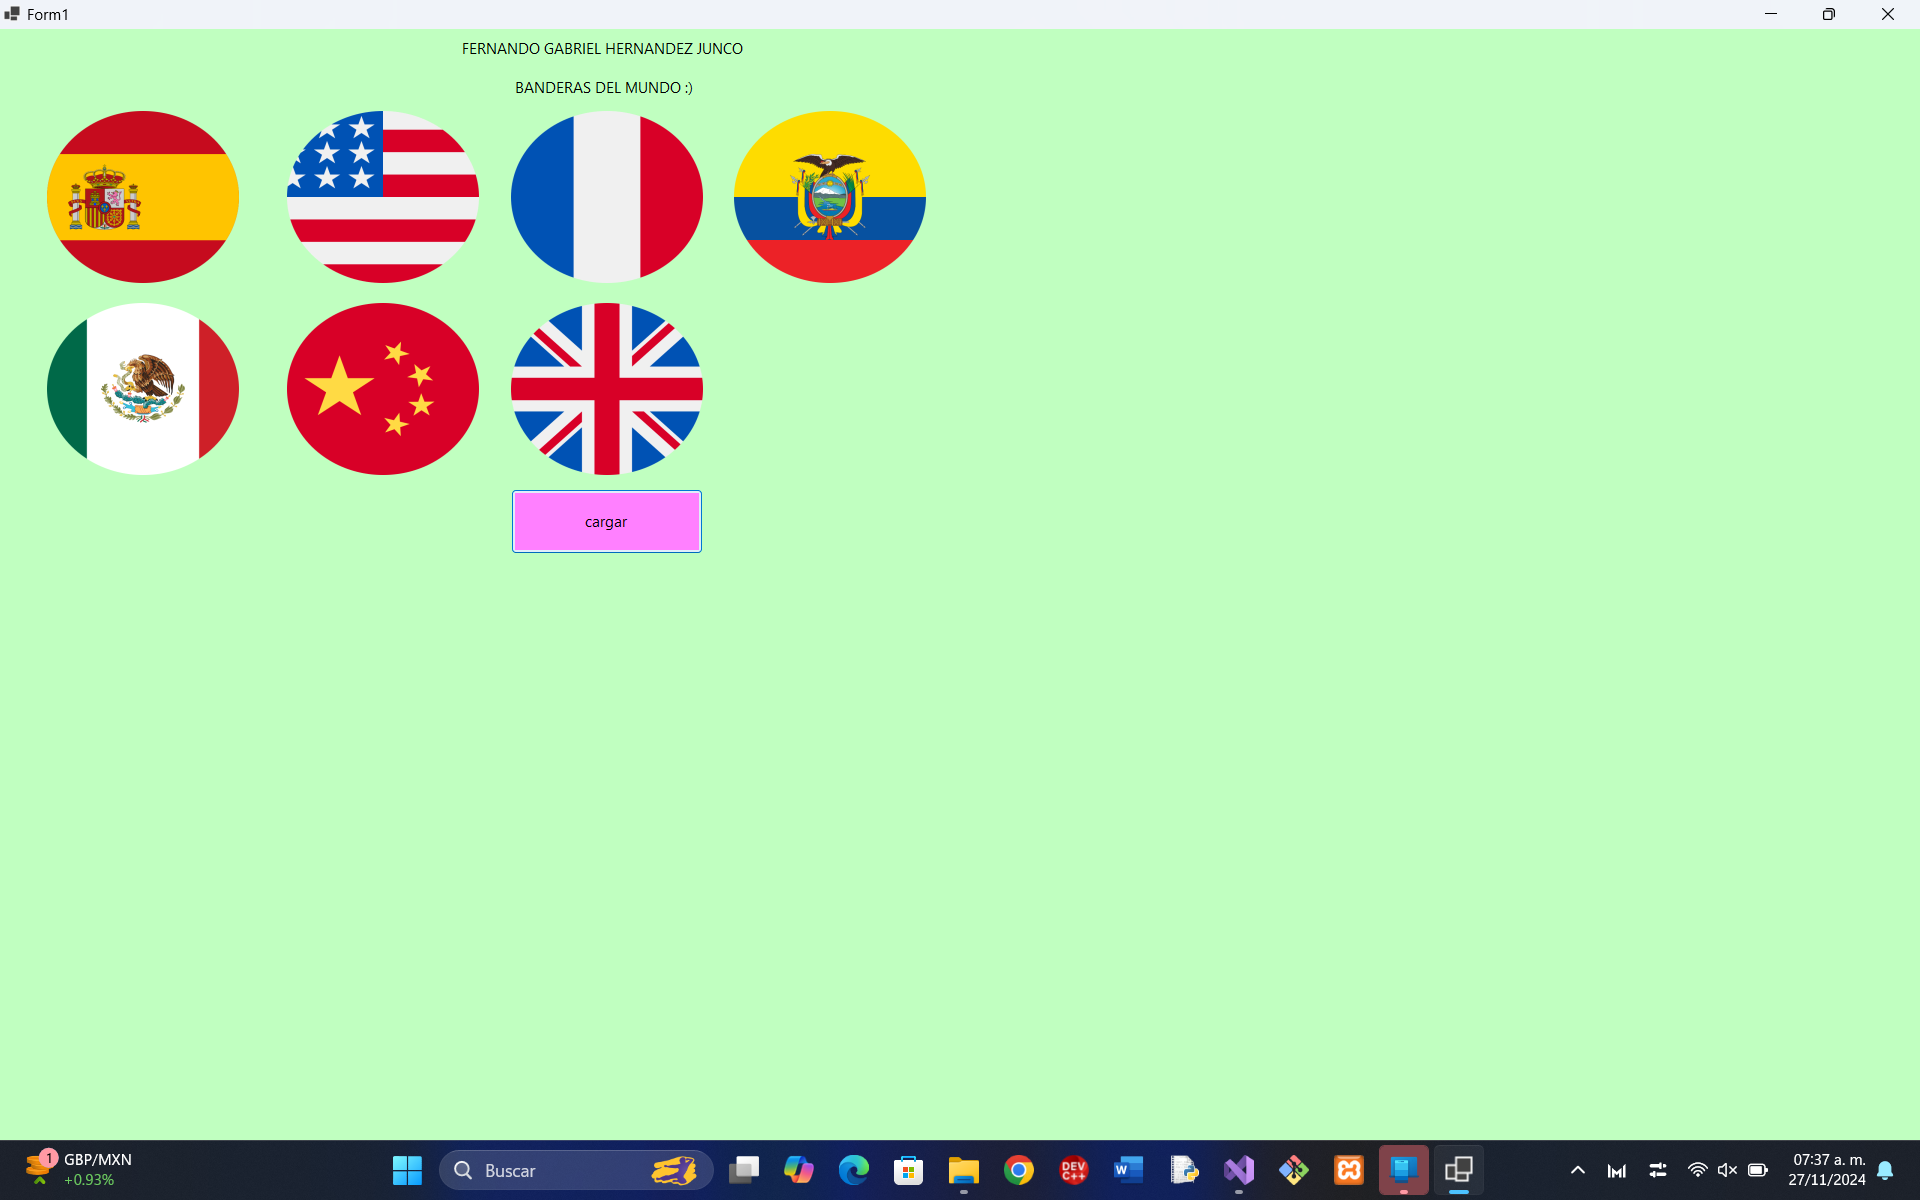 Form1
FERNANDO GABRIEL HERNANDEZ JUNCO
BANDERAS DEL MUNDO :)
cargar
1
GBP/MXN
+0.93%
Buscar
DEV
C++
W
07:37 a. m.
27/11/2024